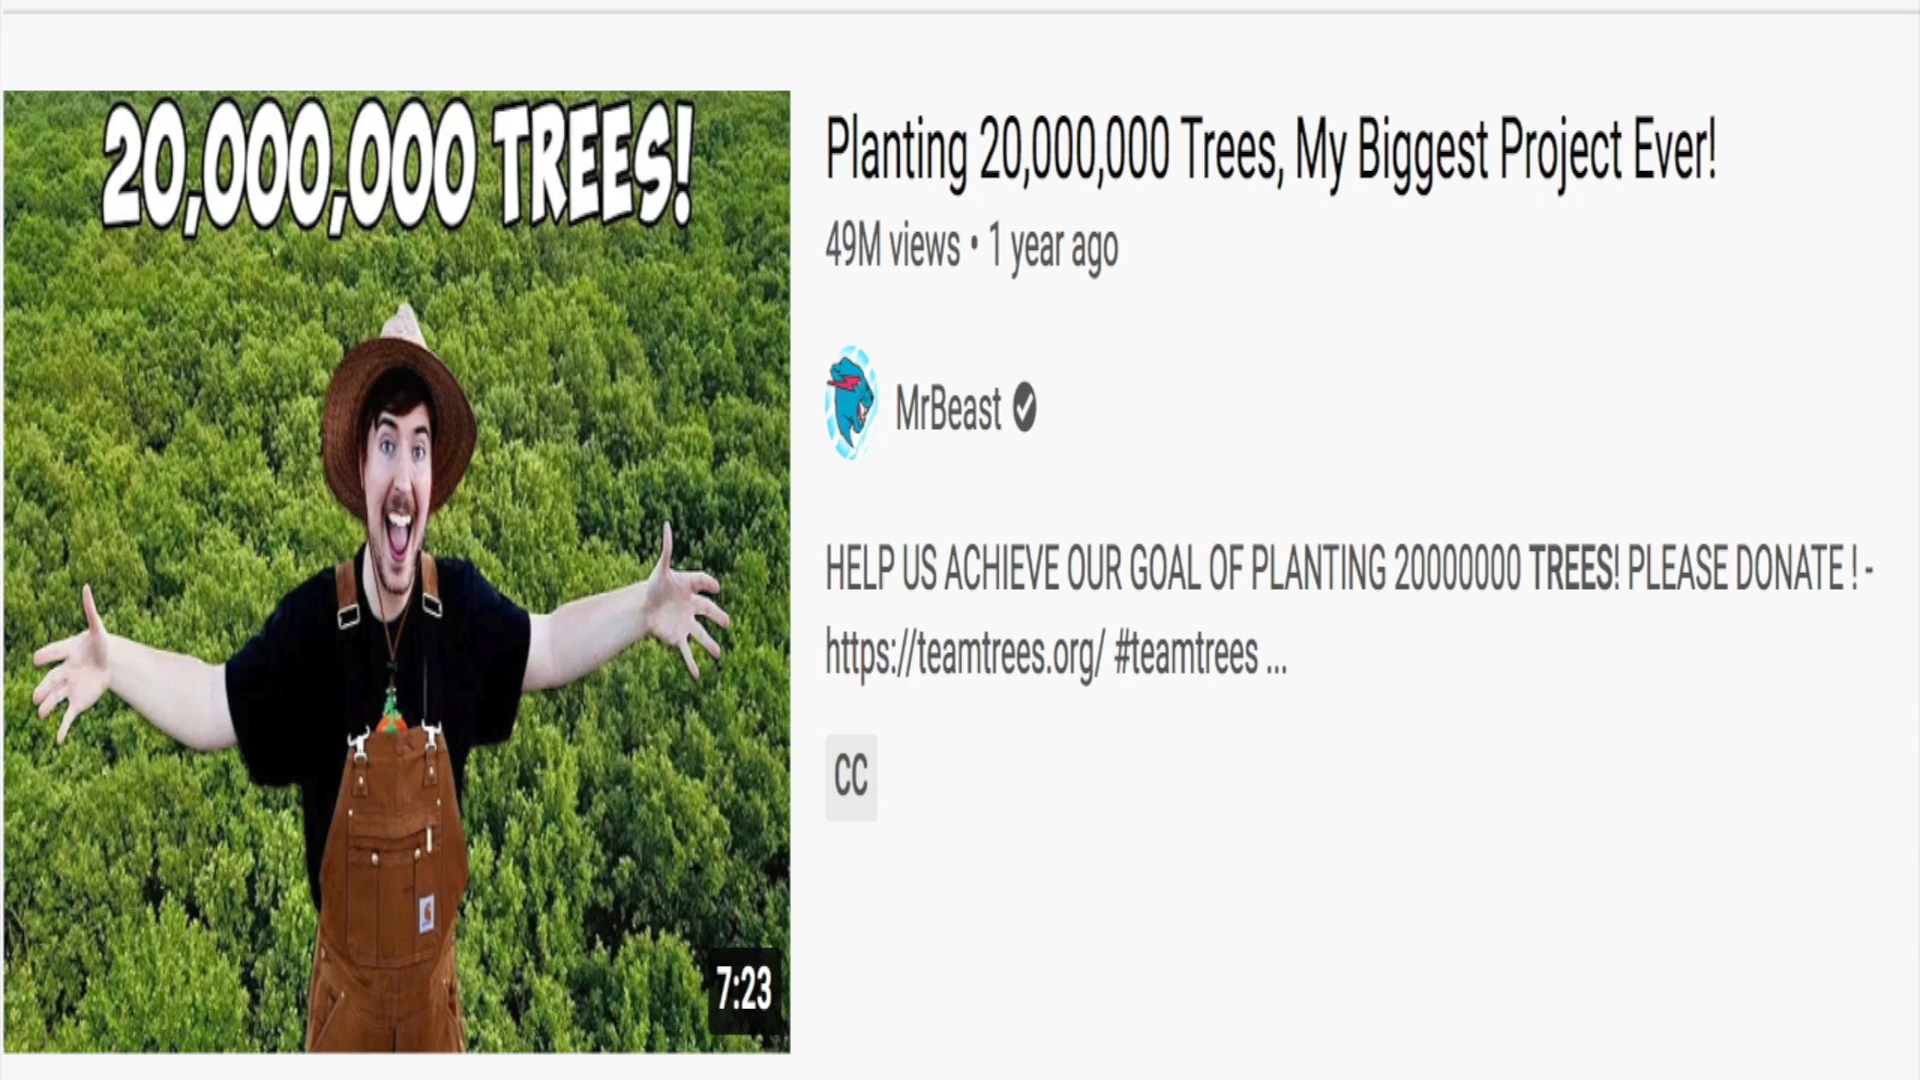 20,000,000 TREES!
7:23
Planting 20,000,000 Trees, My Biggest Project Ever!
49M views • 1 year ago
MrBeast
HELP US ACHIEVE OUR GOAL OF PLANTING 20000000 TREES! PLEASE DONATE ! -
https://teamtrees.org/ #teamtrees ...
CC